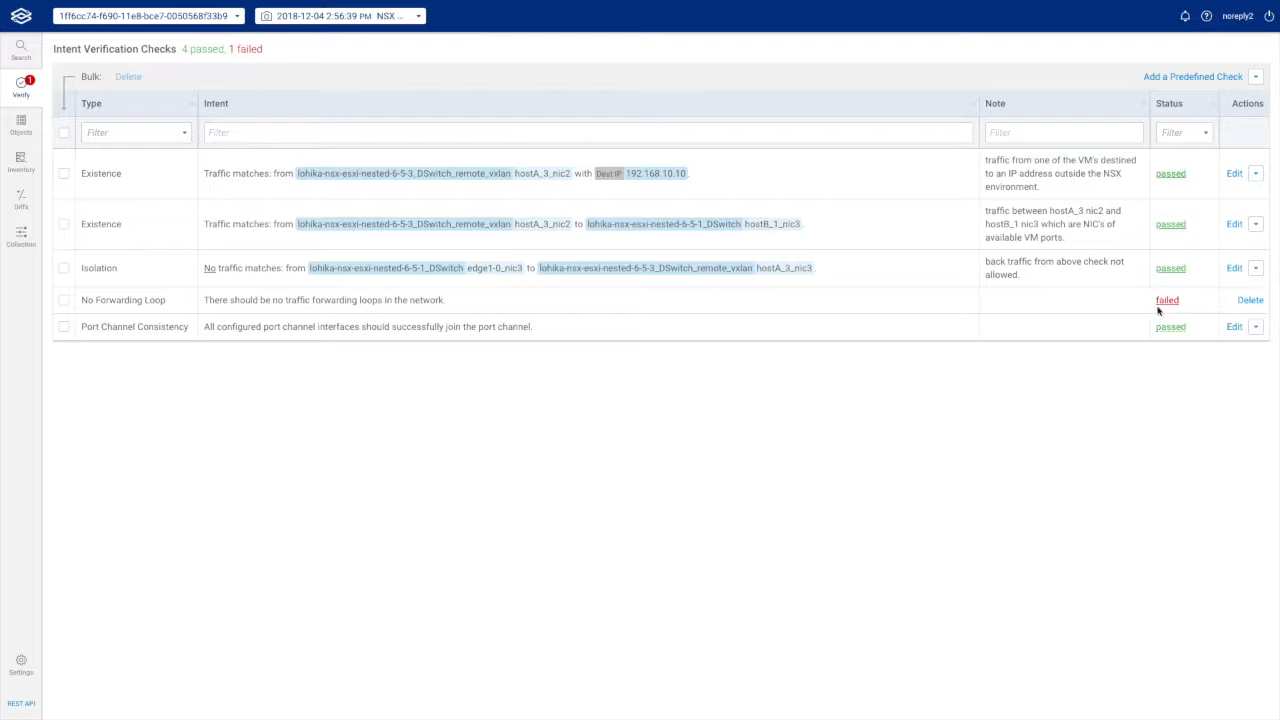 1ff6cc74-f690-11e8-bce7-0050568f33b9
2018-12-04 2:56:39 PM NSX ...
noreply2
Search
1
Verify
Objects
Inventory
Diffs
Collection
Settings
REST API
Intent Verification Checks 4 passed, 1 failed
Bulk: Delete
Add a Predefined Check
Type Intent Note Status Actions
Filter Filter Filter Filter
Existence
Traffic matches: from lohika-nsx-esxi-nested-6-5-3_DSwitch_remote_vxlan hostA_3_nic2 with Dest IP 192.168.10.10.
traffic from one of the VM's destined
to an IP address outside the NSX
environment.
passed
Edit
Existence
Traffic matches: from lohika-nsx-esxi-nested-6-5-3_DSwitch_remote_vxlan hostA_3_nic2 to lohika-nsx-esxi-nested-6-5-1_DSwitch hostB_1_nic3.
traffic between hostA_3 nic2 and
hostB_1 nic3 which are NIC's of
available VM ports.
passed
Edit
Isolation
No traffic matches: from lohika-nsx-esxi-nested-6-5-1_DSwitch edge1-0_nic3 to lohika-nsx-esxi-nested-6-5-3_DSwitch_remote_vxlan hostA_3_nic3.
back traffic from above check not
allowed.
passed
Edit
No Forwarding Loop
There should be no traffic forwarding loops in the network.
failed
Delete
Port Channel Consistency
All configured port channel interfaces should successfully join the port channel.
passed
Edit